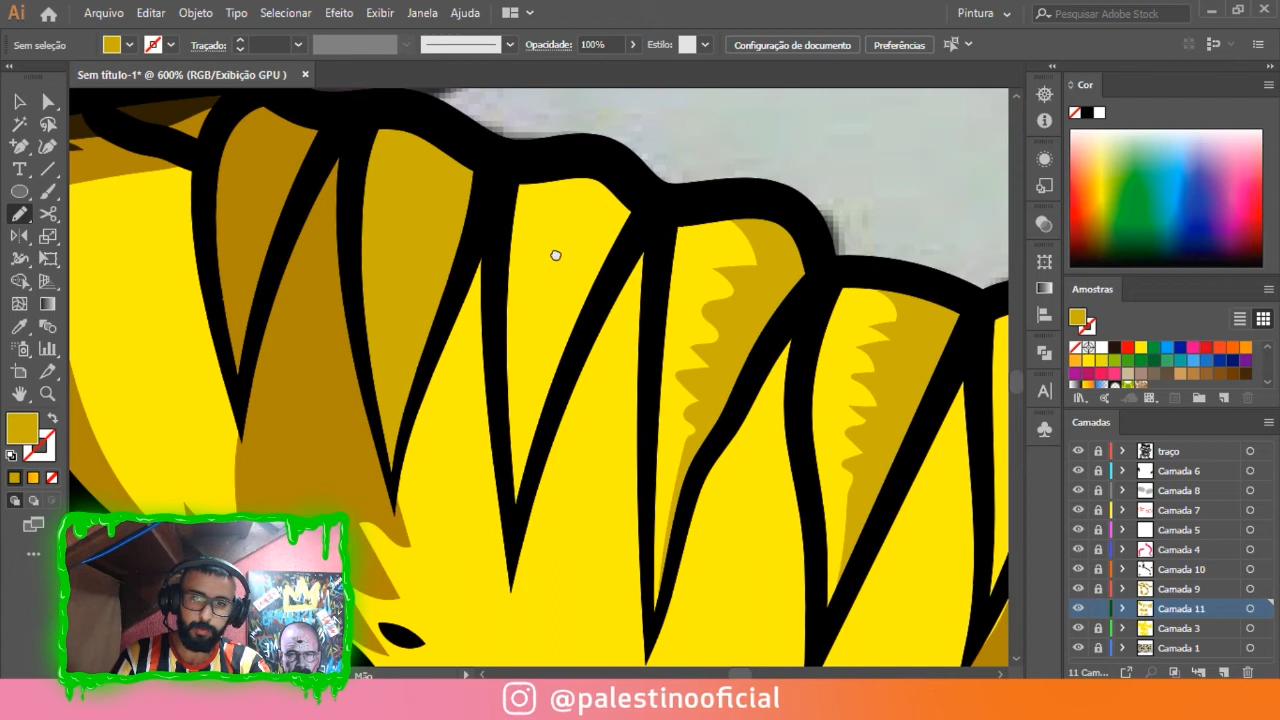 Ai Arquivo Editar Objeto Tipo Selecionar Efeito Exibir Janela Ajuda Pintura Pesquisar Adobe Stock
Sem seleção Traçado: Opacidade: 100% Estilo: Configuração de documento Preferências
Sem título-1* @ 600% (RGB/Exibição GPU )
Cor
Amostras
Camadas
traço
Camada 6
Camada 8
Camada 7
Camada 5
Camada 4
Camada 10
Camada 9
Camada 11
Camada 3
Camada 1
Mão
11 Cam...
@palestinooficial